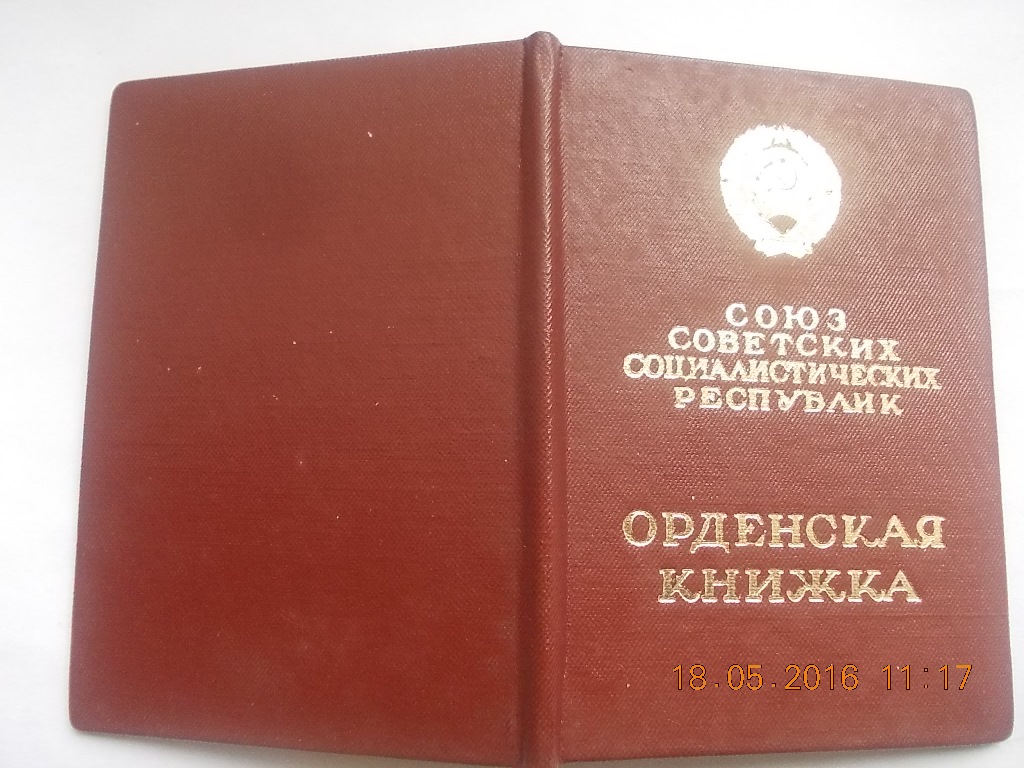 СОЮЗ
СОВЕТСКИХ
СОЦИАЛИСТИЧЕСКИХ
РЕСПУБЛИК
ОРДЕНСКАЯ
КНИЖКА
18.05.2016 11:17